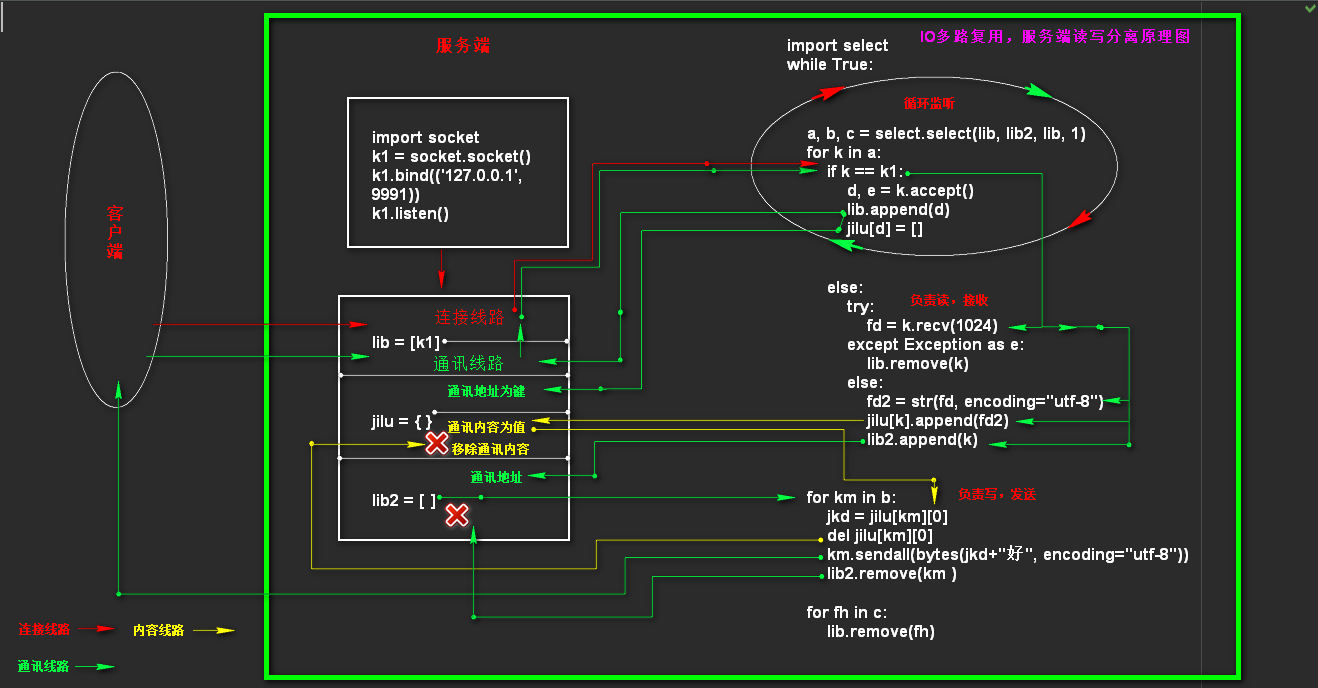 IO多路复用，服务端读写分离原理图
服务端
客户端
import socket
k1 = socket.socket()
k1.bind(('127.0.0.1',
9991))
k1.listen()
连接线路
lib = [k1]
通讯线路
通讯地址为键
jilu = { }
通讯内容为值
移除通讯内容
通讯地址
lib2 = [ ]
import select
while True:
循环监听
a, b, c = select.select(lib, lib2, lib, 1)
for k in a:
if k == k1:
d, e = k.accept()
lib.append(d)
jilu[d] = []
else:
负责读，接收
try:
fd = k.recv(1024)
except Exception as e:
lib.remove(k)
else:
fd2 = str(fd, encoding="utf-8")
jilu[k].append(fd2)
lib2.append(k)
负责写，发送
for km in b:
jkd = jilu[km][0]
del jilu[km][0]
km.sendall(bytes(jkd+"好", encoding="utf-8"))
lib2.remove(km )
for fh in c:
lib.remove(fh)
连接线路
内容线路
通讯线路